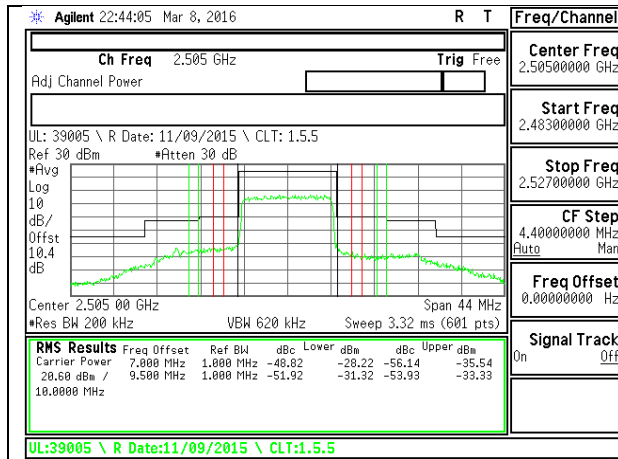 Agilent 22:44:05 Mar 8, 2016 R T
Freq/Channel
Ch Freq 2.505 GHz Trig Free
Adj Channel Power
Center Freq
2.50500000 GHz
Start Freq
2.48300000 GHz
Stop Freq
2.52700000 GHz
CF Step
4.40000000 MHz
Auto Man
Freq Offset
0.00000000 Hz
Signal Track
On Off
UL: 39005 \ R Date: 11/09/2015 \ CLT: 1.5.5
Ref 30 dBm #Atten 30 dB
#Avg
Log
10
dB/
Offst
10.4
dB
Center 2.505 00 GHz Span 44 MHz
#Res BW 200 kHz VBW 620 kHz Sweep 3.32 ms (601 pts)
RMS Results Freq Offset Ref BW dBc Lower dBm dBc Upper dBm
Carrier Power 7.000 MHz 1.000 MHz -48.82 -28.22 -56.14 -35.54
20.60 dBm / 9.500 MHz 1.000 MHz -51.92 -31.32 -53.93 -33.33
10.0000 MHz
UL:39005 \ R Date:11/09/2015 \ CLT:1.5.5